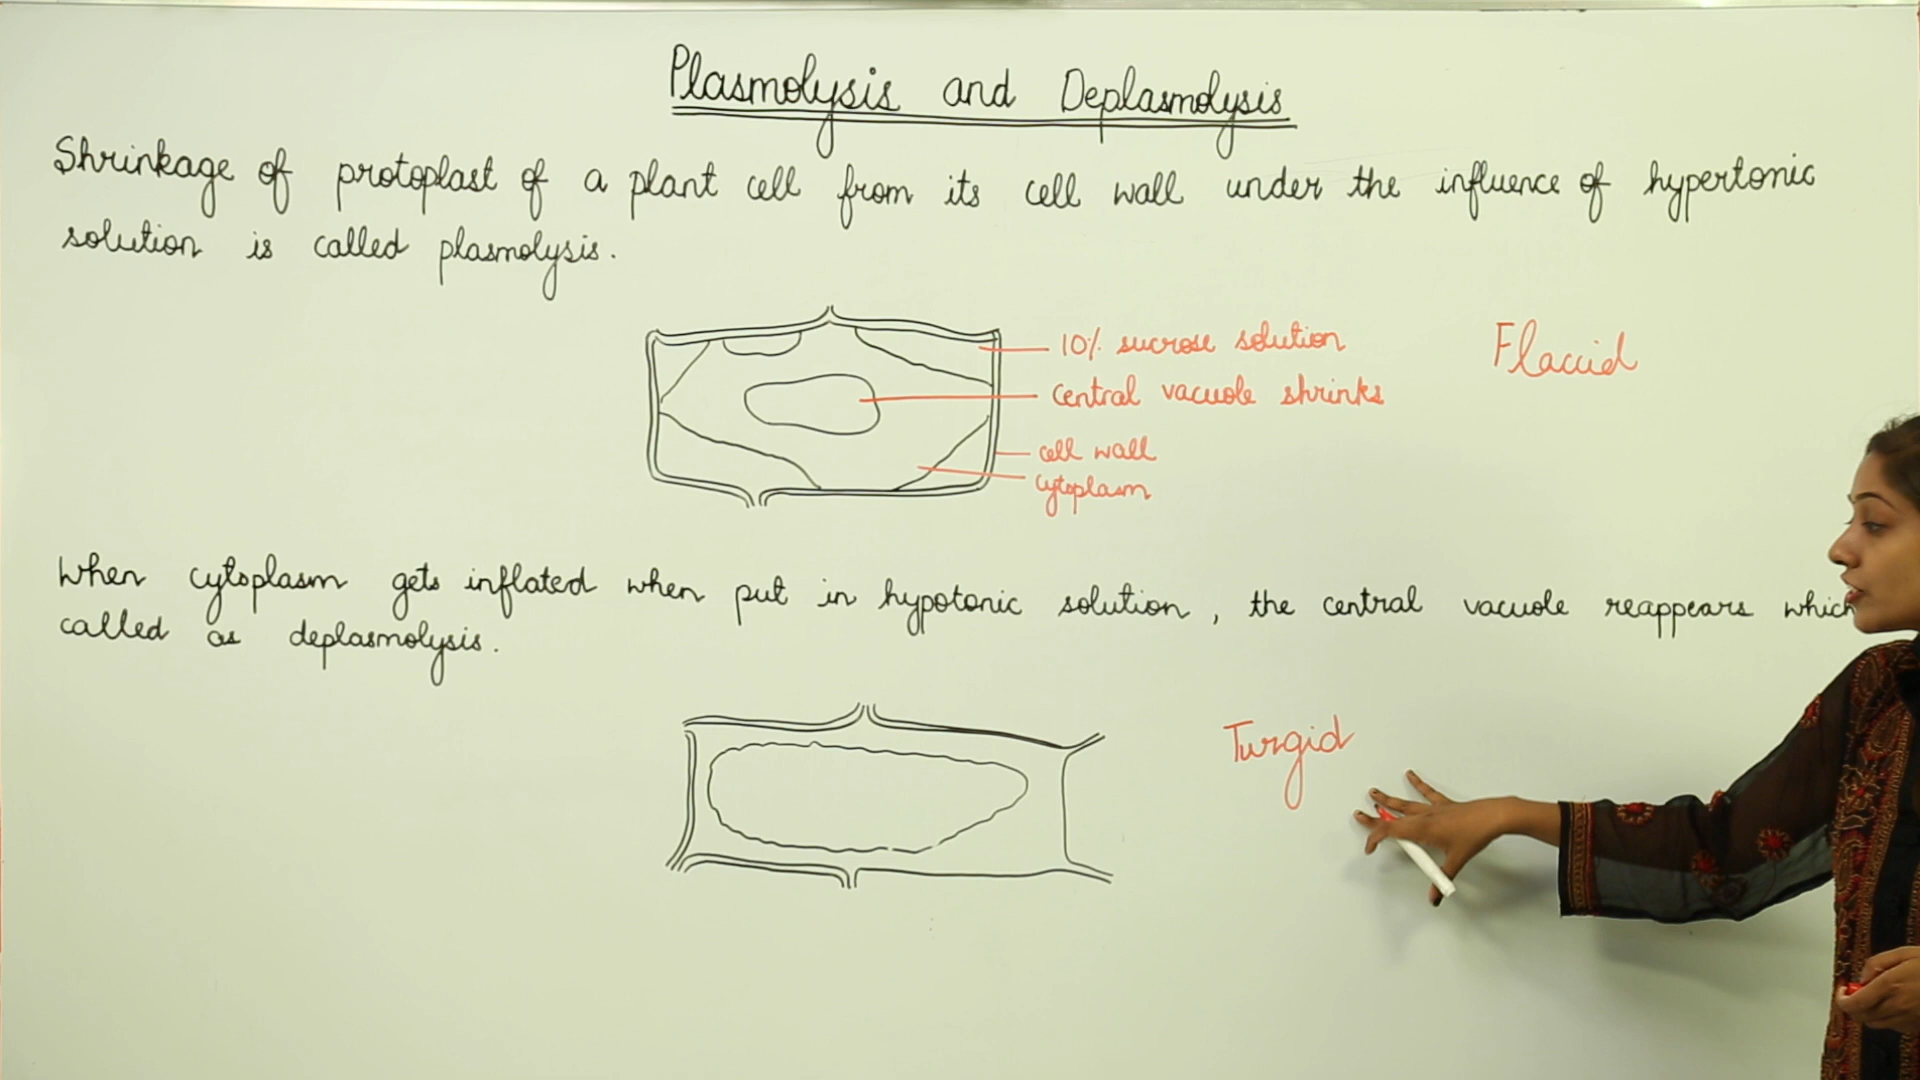 Plasmolysis and Deplasmolysis
Shrinkage of protoplast of a plant cell from its cell wall under the influence of hypertonic
solution is called plasmolysis.
10% sucrose solution
Flaccid
Central vacuole shrinks
cell wall
cytoplasm
When cytoplasm gets inflated when put in hypotonic solution, the central vacuole reappears which
called as deplasmolysis.
Turgid